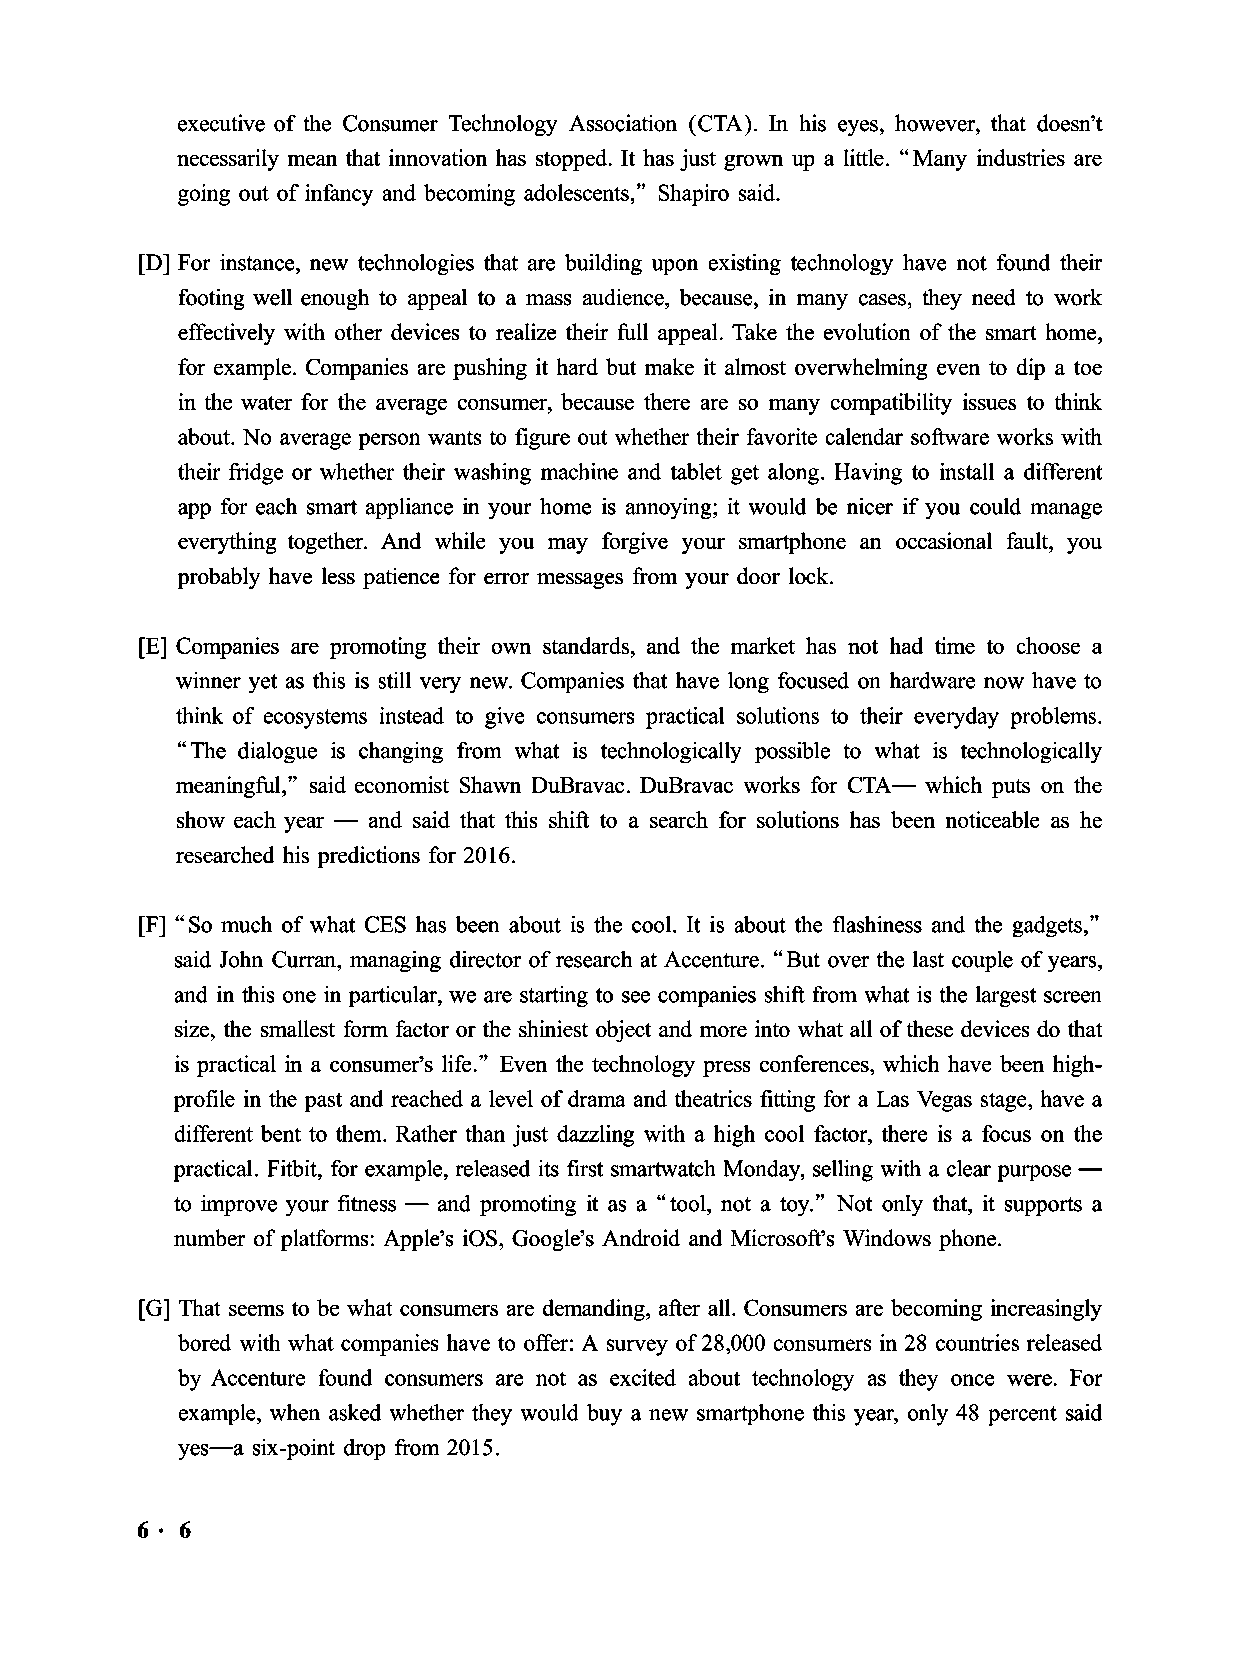 executive of the Consumer Technology Association (CTA). In his eyes, however, that doesn't
necessarily mean that innovation has stopped. It has just grown up a little. “Many industries are
going out of infancy and becoming adolescents,” Shapiro said.
[D] For instance, new technologies that are building upon existing technology have not found their
footing well enough to appeal to a mass audience, because, in many cases, they need to work
effectively with other devices to realize their full appeal. Take the evolution of the smart home,
for example. Companies are pushing it hard but make it almost overwhelming even to dip a toe
in the water for the average consumer, because there are so many compatibility issues to think
about. No average person wants to figure out whether their favorite calendar software works with
their fridge or whether their washing machine and tablet get along. Having to install a different
app for each smart appliance in your home is annoying; it would be nicer if you could manage
everything together. And while you may forgive your smartphone an occasional fault, you
probably have less patience for error messages from your door lock.
[E] Companies are promoting their own standards, and the market has not had time to choose a
winner yet as this is still very new. Companies that have long focused on hardware now have to
think of ecosystems instead to give consumers practical solutions to their everyday problems.
“The dialogue is changing from what is technologically possible to what is technologically
meaningful,” said economist Shawn DuBravac. DuBravac works for CTA— which puts on the
show each year — and said that this shift to a search for solutions has been noticeable as he
researched his predictions for 2016.
[F] “So much of what CES has been about is the cool. It is about the flashiness and the gadgets,”
said John Curran, managing director of research at Accenture. “But over the last couple of years,
and in this one in particular, we are starting to see companies shift from what is the largest screen
size, the smallest form factor or the shiniest object and more into what all of these devices do that
is practical in a consumer’s life.” Even the technology press conferences, which have been high-
profile in the past and reached a level of drama and theatrics fitting for a Las Vegas stage, have a
different bent to them. Rather than just dazzling with a high cool factor, there is a focus on the
practical. Fitbit, for example, released its first smartwatch Monday, selling with a clear purpose —
to improve your fitness — and promoting it as a “tool, not a toy.” Not only that, it supports a
number of platforms: Apple’s iOS, Google’s Android and Microsoft’s Windows phone.
[G] That seems to be what consumers are demanding, after all. Consumers are becoming increasingly
bored with what companies have to offer: A survey of 28,000 consumers in 28 countries released
by Accenture found consumers are not as excited about technology as they once were. For
example, when asked whether they would buy a new smartphone this year, only 48 percent said
yes—a six-point drop from 2015.
6 · 6